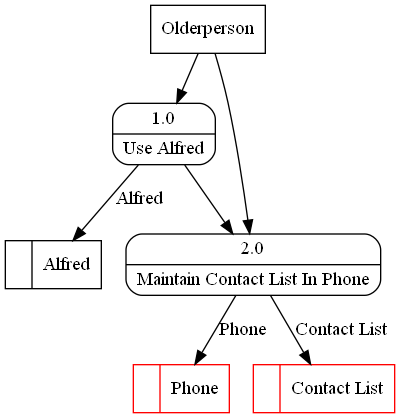 Olderperson
1.0
Use Alfred
Alfred
Alfred
2.0
Maintain Contact List In Phone
Phone
Contact List
Phone
Contact List